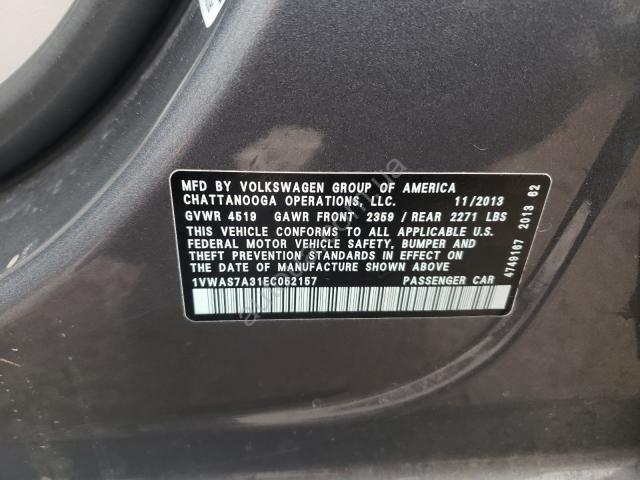 MFD BY VOLKSWAGEN GROUP OF AMERICA
CHATTANOOGA OPERATIONS, LLC. 11/2013
GVWR 4519 GAWR FRONT 2359 / REAR 2271 LBS
THIS VEHICLE CONFORMS TO ALL APPLICABLE U.S.
FEDERAL MOTOR VEHICLE SAFETY, BUMPER AND
THEFT PREVENTION STANDARDS IN EFFECT ON THE
DATE OF MANUFACTURE SHOWN ABOVE
1VWAS7A31EC062157 PASSENGER CAR
4749167 2013 62